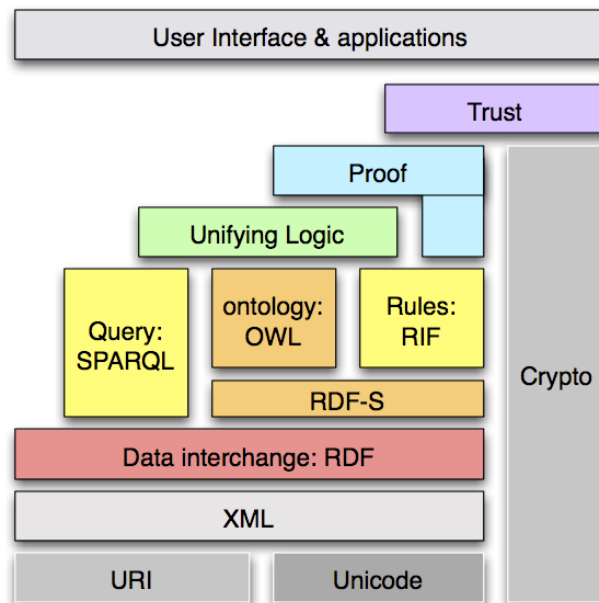 User Interface & applications
Trust
Proof
Unifying Logic
Query:
SPARQL
ontology:
OWL
Rules:
RIF
Crypto
RDF-S
Data interchange: RDF
XML
URI
Unicode